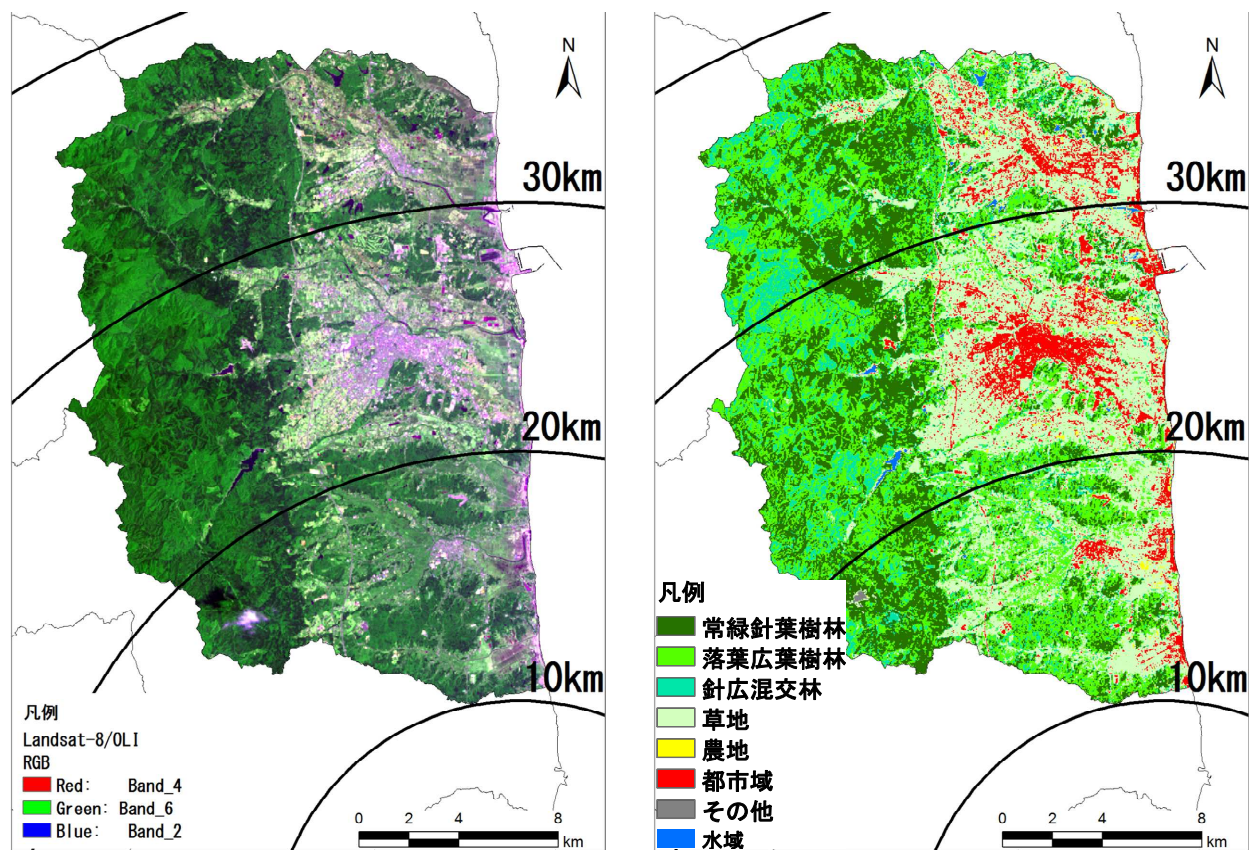 N
30km
20km
10km
凡例
Landsat-8/OLI
RGB
Red: Band_4
Green: Band_6
Blue: Band_2
0 2 4 8
km
N
30km
20km
10km
凡例
常緑針葉樹林
落葉広葉樹林
針広混交林
草地
農地
都市域
その他
水域
0 2 4 8
km